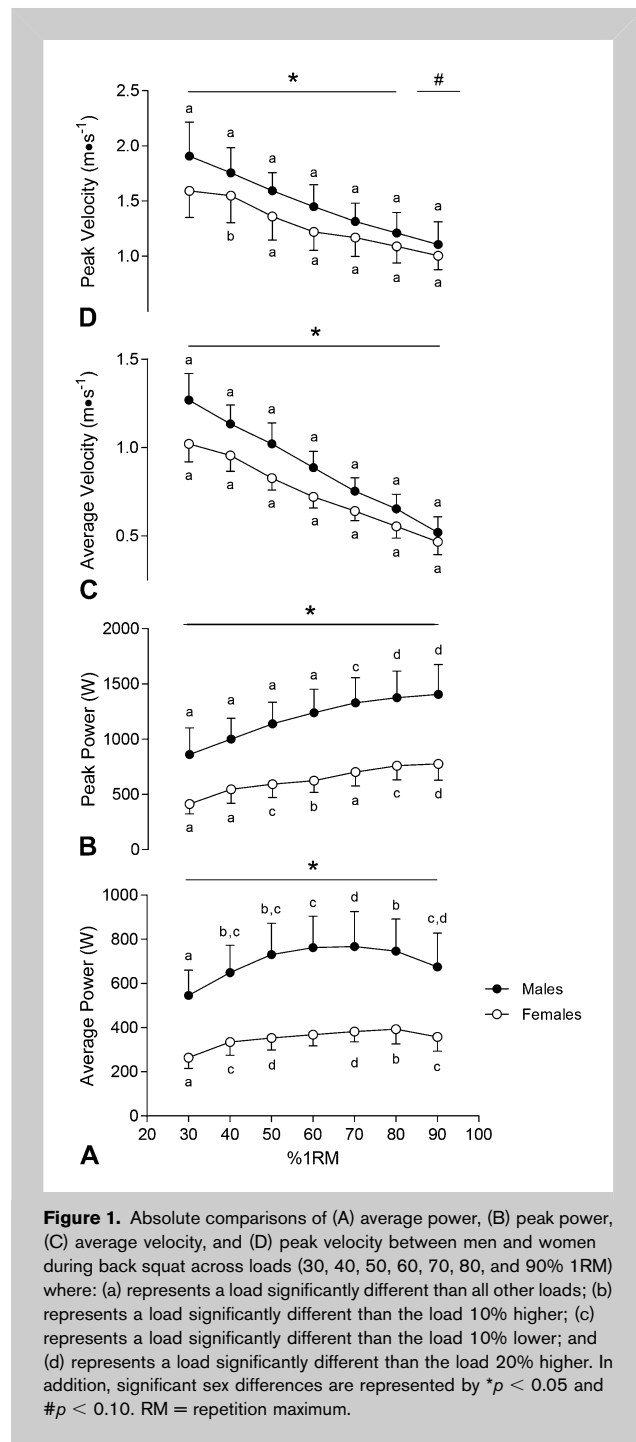 * #
2.5 a
a
2.0 a
a
a
a
a
1.5
1.0 b a a a a a
Peak Velocity (m•s-1)
D
*
1.5 a
a
a
1.0 a
a
a
a
a a a a
0.5 a a a
Average Velocity (m•s-1)
C
*
2000
d d
c
1500 a
a
a
a
1000
500
a a c b a c d
0
Peak Power (W)
B
*
1000
b,c b,c c d b c,d
800 a
600
400
200 a c d d b c
0
Average Power (W)
Males
Females
20 30 40 50 60 70 80 90 100
%1RM
A
Figure 1. Absolute comparisons of (A) average power, (B) peak power,
(C) average velocity, and (D) peak velocity between men and women
during back squat across loads (30, 40, 50, 60, 70, 80, and 90% 1RM)
where: (a) represents a load significantly different than all other loads; (b)
represents a load significantly different than the load 10% higher; (c)
represents a load significantly different than the load 10% lower; and
(d) represents a load significantly different than the load 20% higher. In
addition, significant sex differences are represented by *p < 0.05 and
#p < 0.10. RM = repetition maximum.